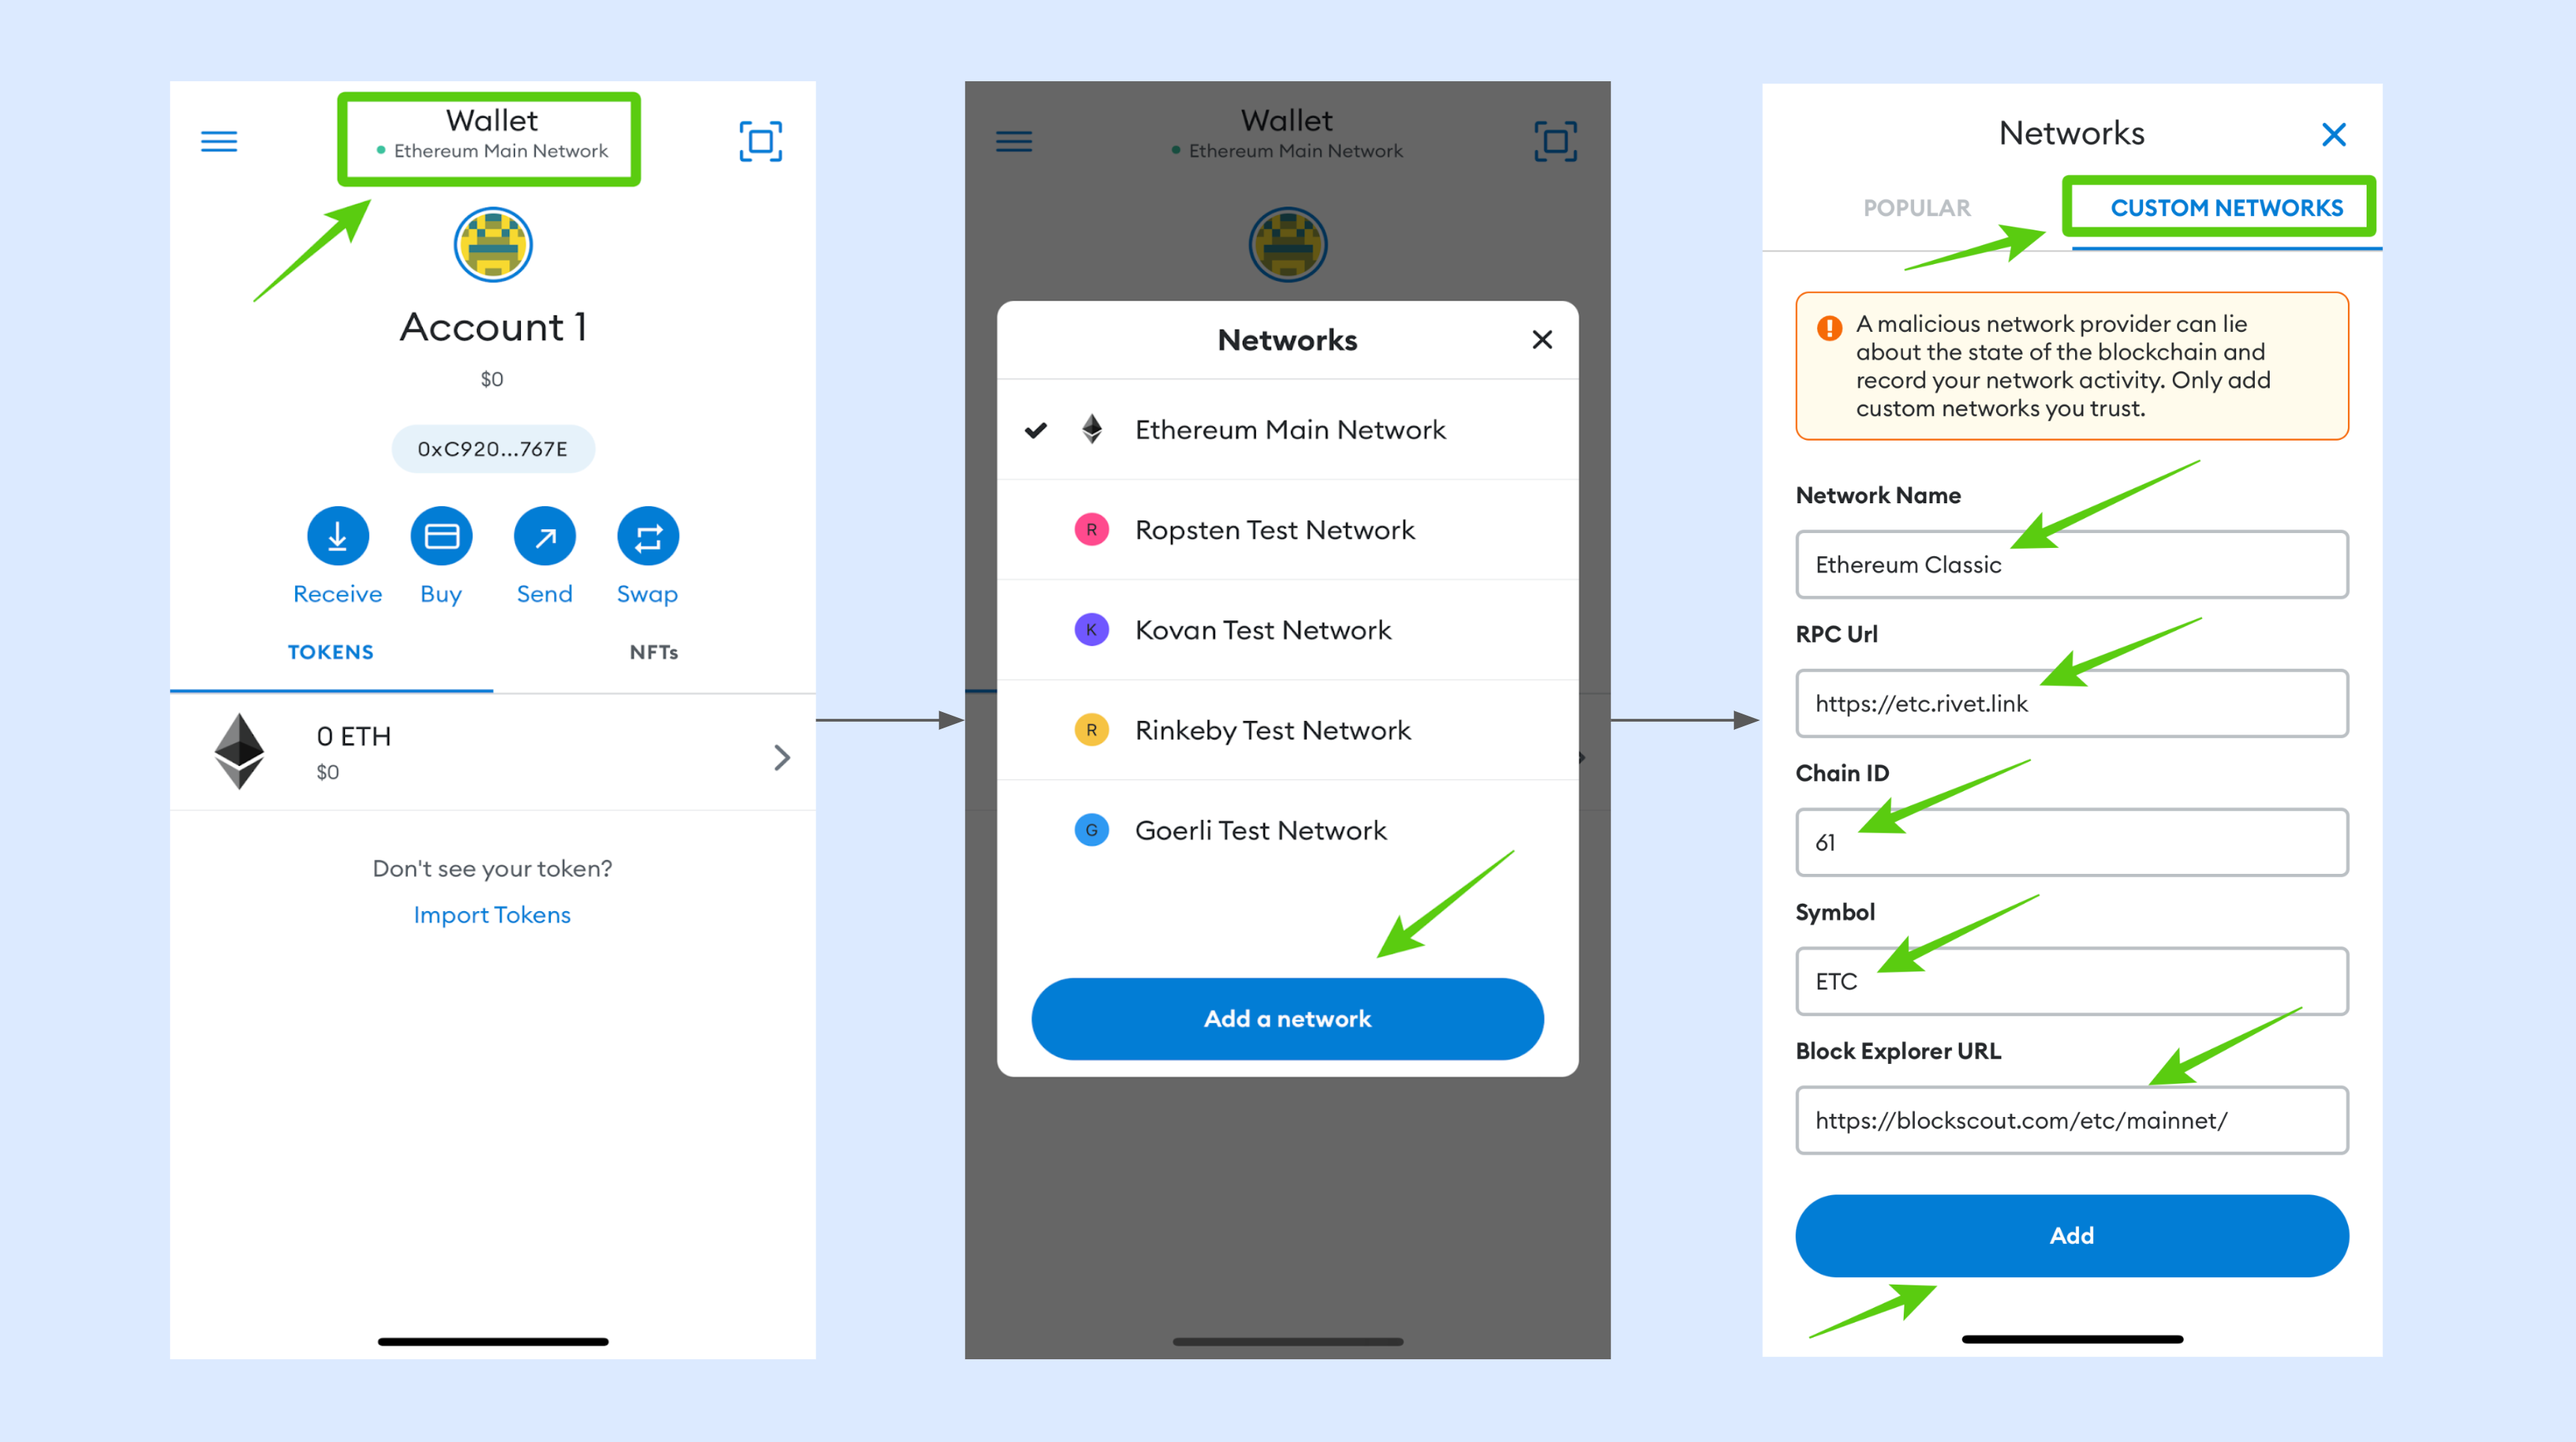 Wallet
Ethereum Main Network
Account 1
$0
0xC920...767E
Receive
Buy
Send
Swap
TOKENS
NFTs
0 ETH
$0
Don't see your token?
Import Tokens
Wallet
Ethereum Main Network
Networks
Ethereum Main Network
R
Ropsten Test Network
K
Kovan Test Network
R
Rinkeby Test Network
G
Goerli Test Network
Add a network
Networks
POPULAR
CUSTOM NETWORKS
A malicious network provider can lie
about the state of the blockchain and
record your network activity. Only add
custom networks you trust.
Network Name
Ethereum Classic
RPC Url
https://etc.rivet.link
Chain ID
61
Symbol
ETC
Block Explorer URL
https://blockscout.com/etc/mainnet/
Add